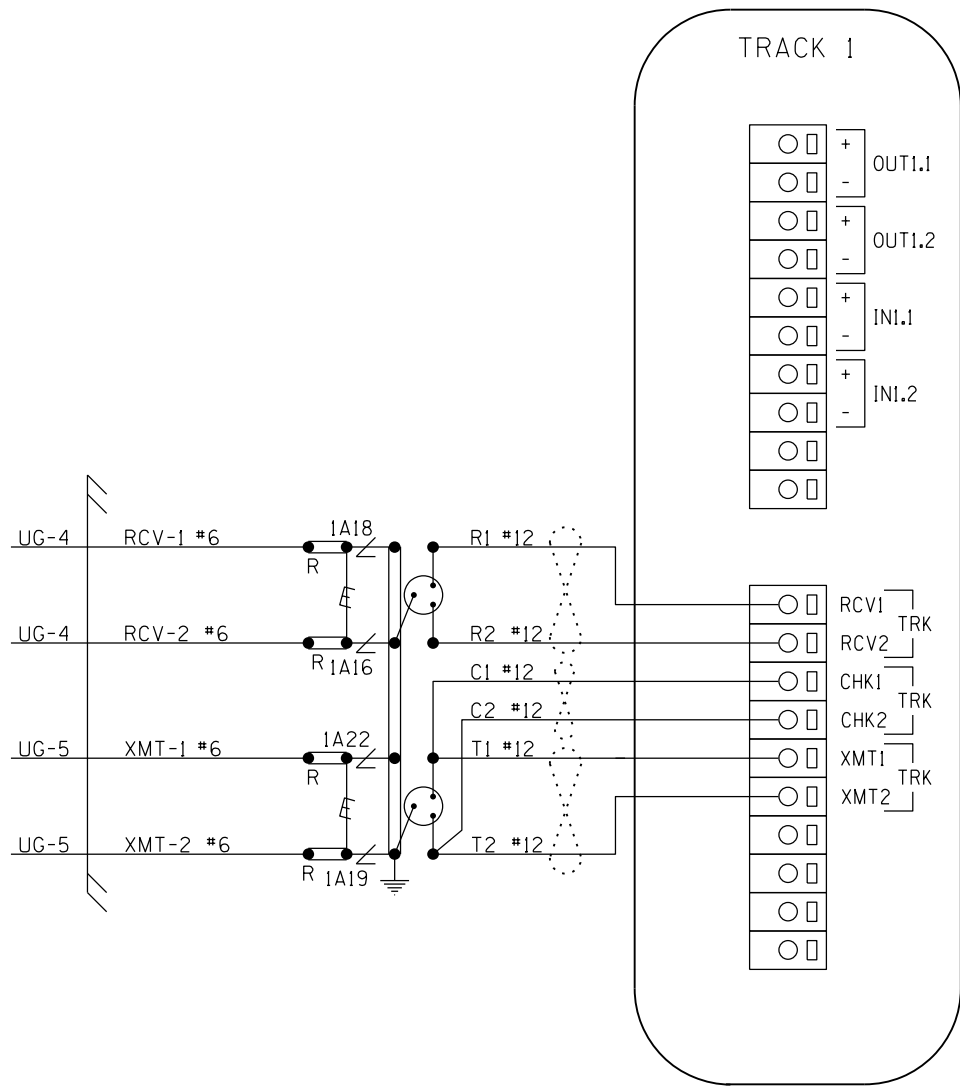 TRACK 1
+
OUT1.1
-
+
OUT1.2
-
+
IN1.1
-
+
IN1.2
-
UG-4 RCV-1 #6 1A18 R1 #12 RCV1
R
TRK
UG-4 RCV-2 #6 R2 #12 RCV2
R 1A16
C1 #12 CHK1
TRK
C2 #12 CHK2
UG-5 XMT-1 #6 1A22 T1 #12 XMT1
R
TRK
XMT2
UG-5 XMT-2 #6 T2 #12
R 1A19